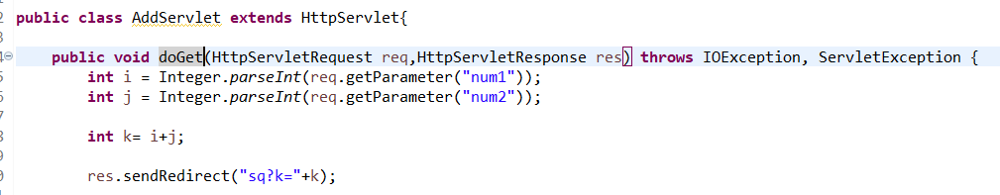 public class AddServlet extends HttpServlet{
public void doGet(HttpServletRequest req,HttpServletResponse res) throws IOException, ServletException {
int i = Integer.parseInt(req.getParameter("num1"));
int j = Integer.parseInt(req.getParameter("num2"));
int k= i+j;
res.sendRedirect("sq?k="+k);